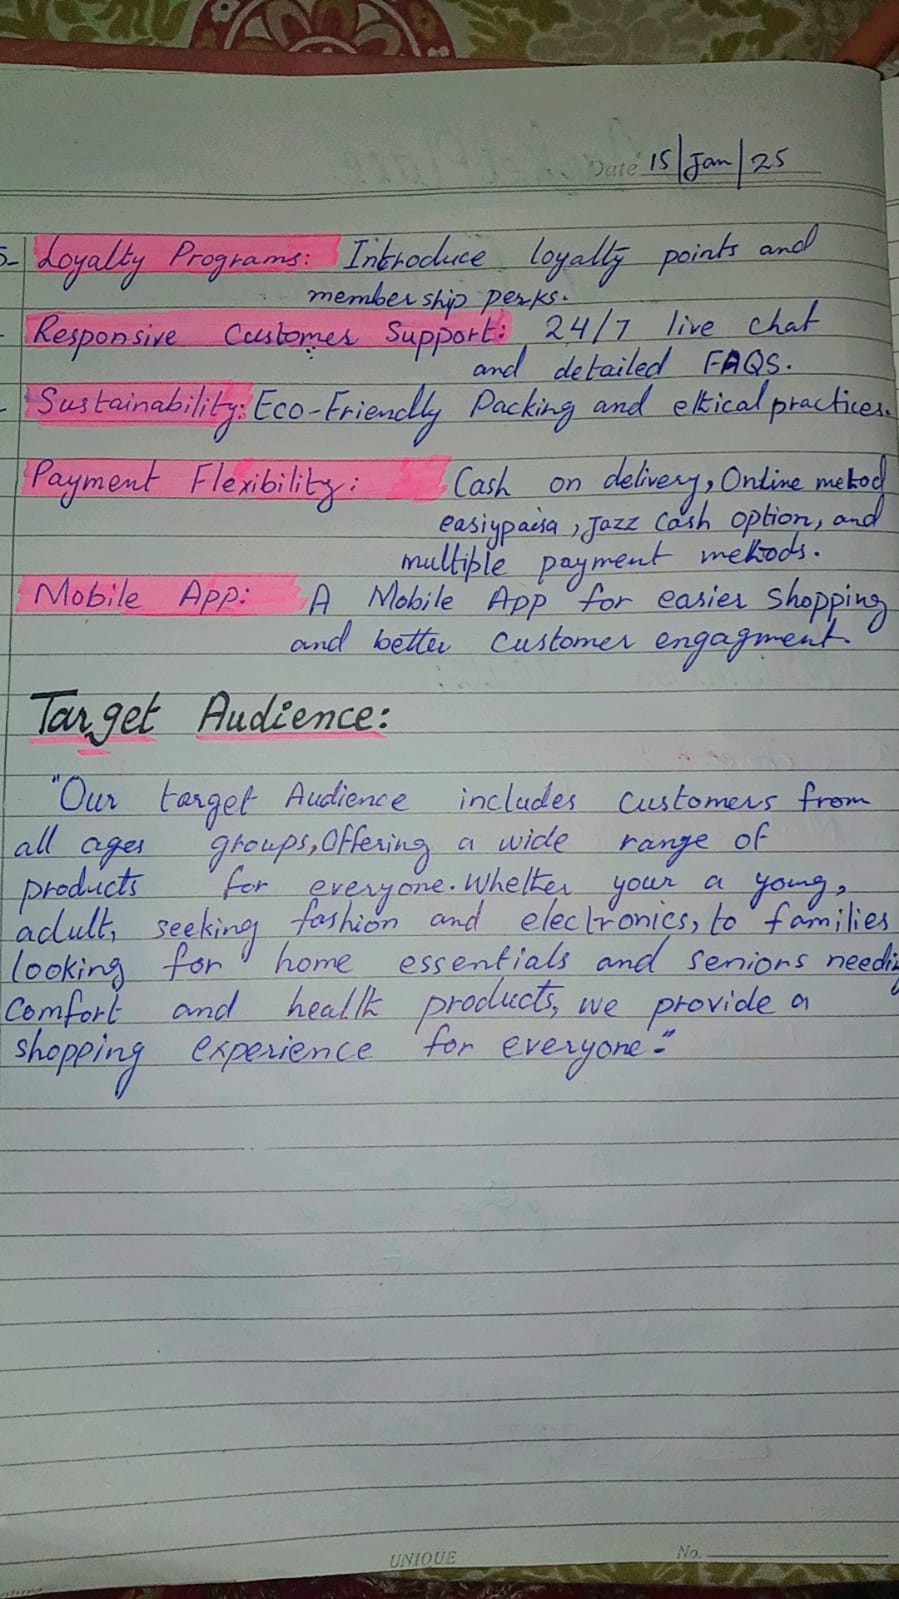 Date 15/Jan/25
5- Loyalty Programs: Introduce loyalty points and
membership perks.
- Responsive Customer Support: 24/7 live chat
and detailed FAQS.
- Sustainability: Eco-Friendly Packing and ethical practices.
Payment Flexibility: Cash on delivery, Online method
easiypaisa, Jazz cash option, and
multiple payment methods.
Mobile App: A Mobile App for easier shopping
and better customer engagment.
Target Audience:
"Our target Audience includes customers from
all ages groups, Offering a wide range of
products for everyone. Whether your a young,
adult, seeking fashion and electronics, to families
looking for home essentials and seniors needin
comfort and health products, we provide a
shopping experience for everyone."
UNIQUE
No.